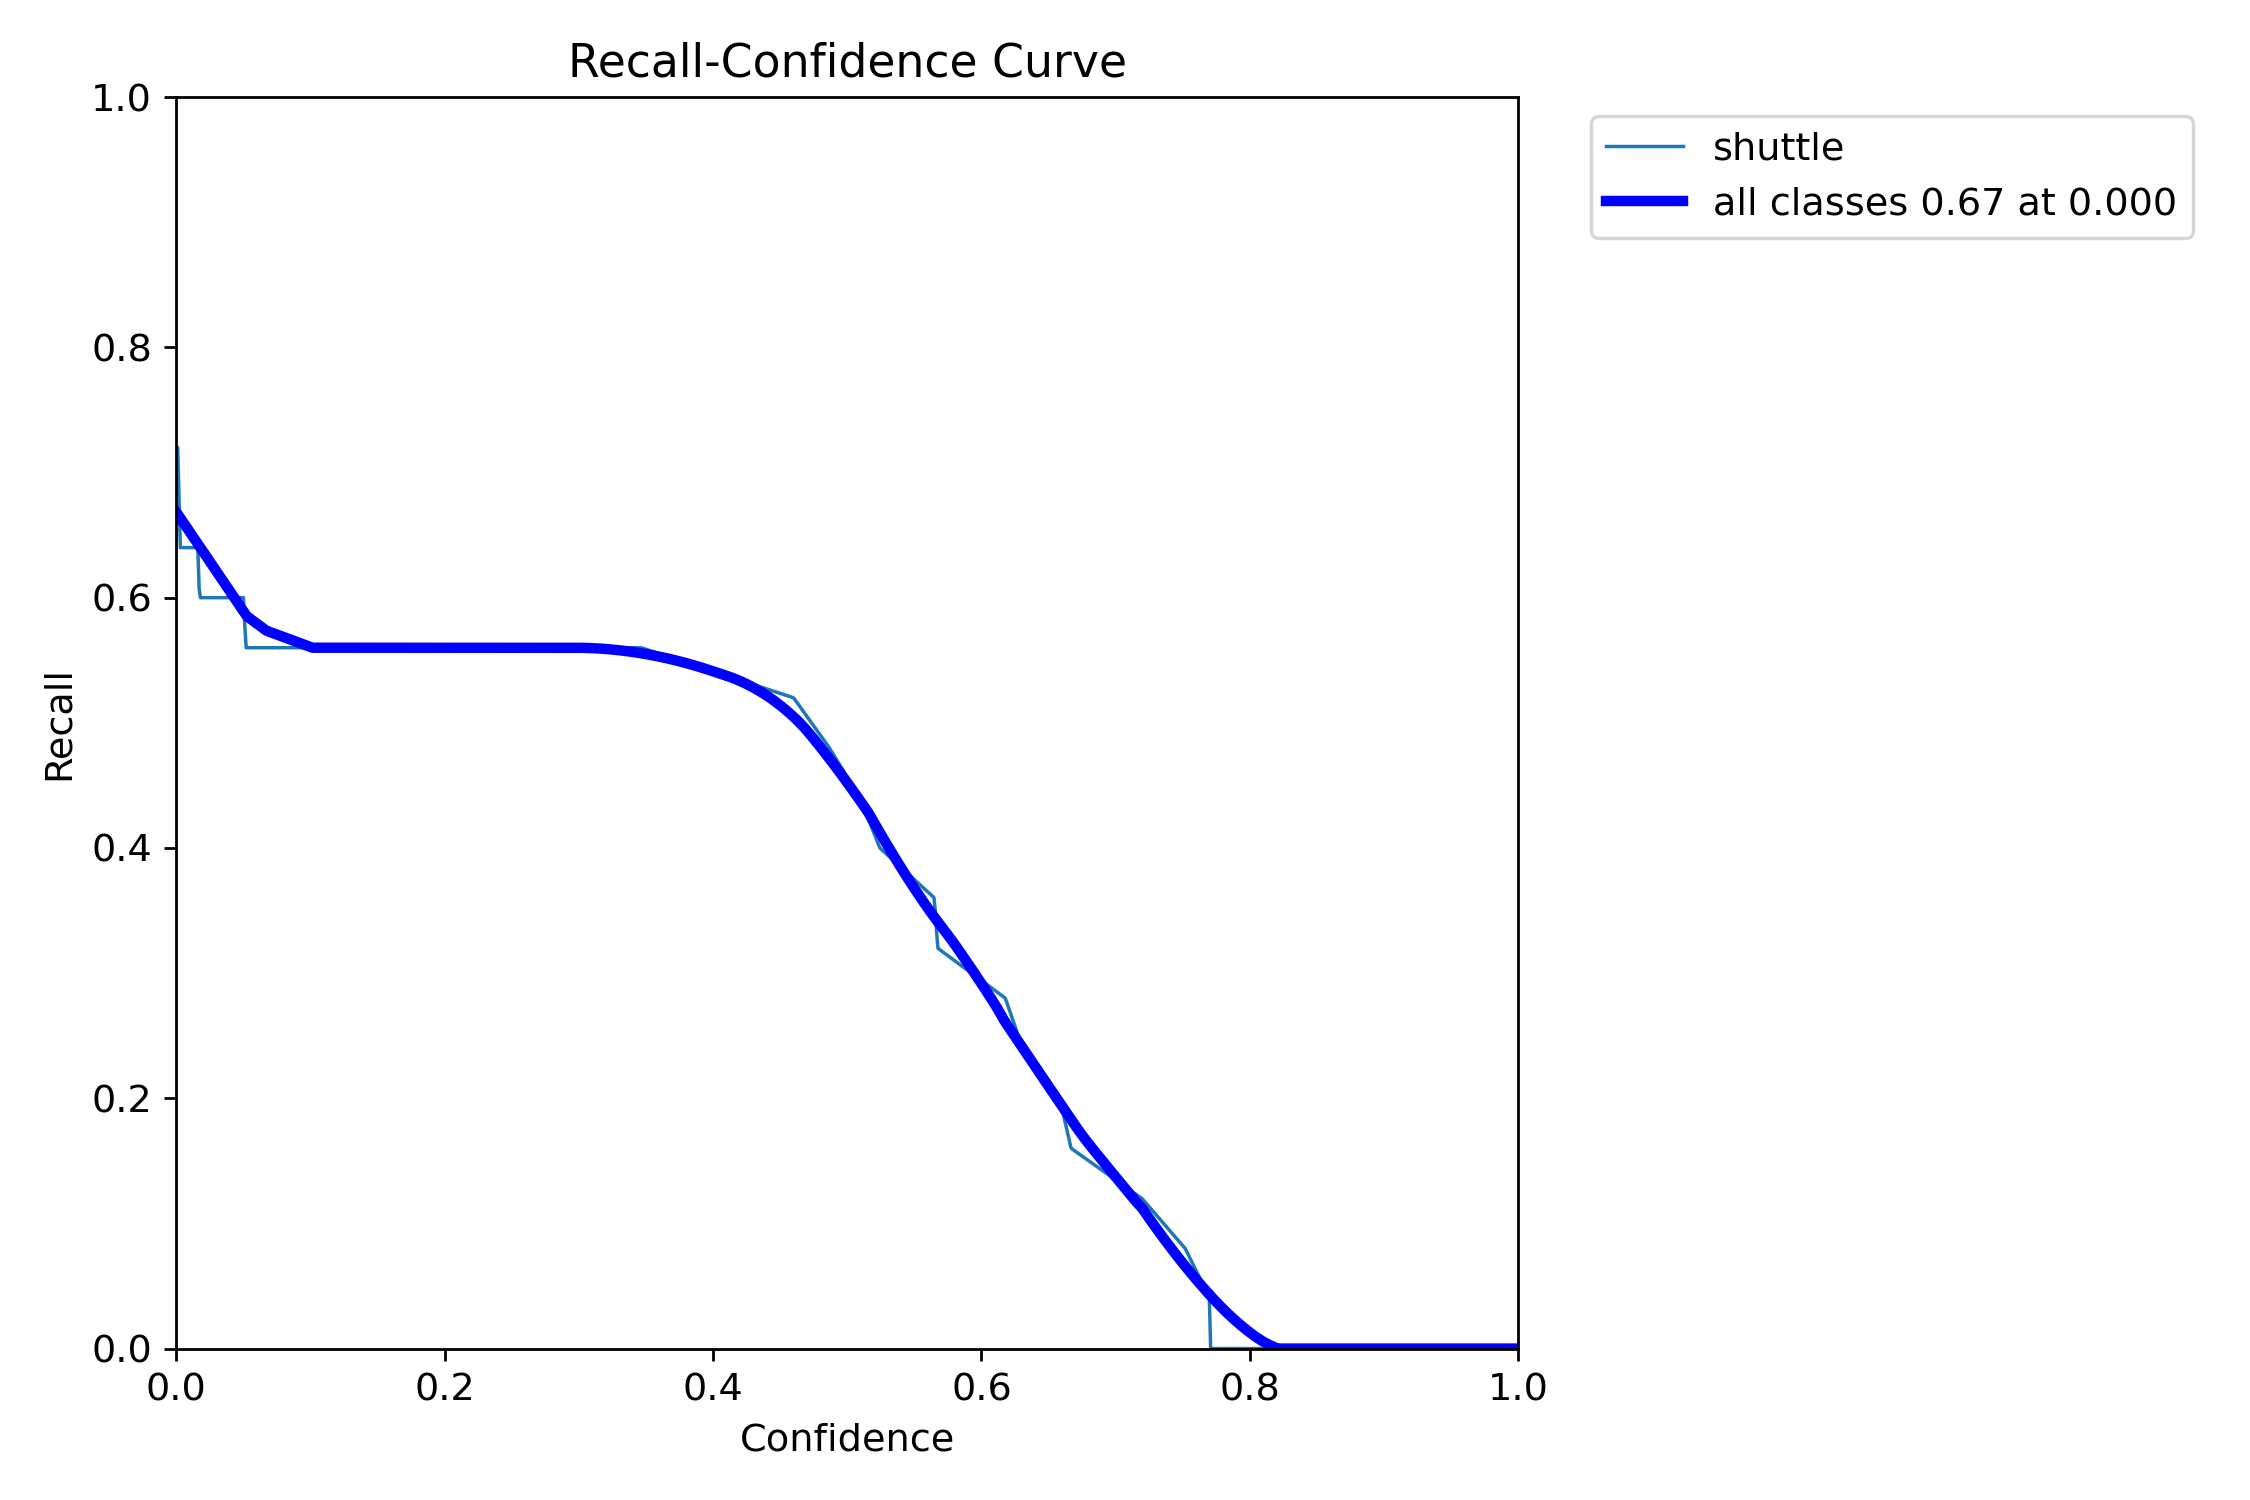 Recall-Confidence Curve
1.0
0.8
0.6
0.4
0.2
0.0
Recall
0.0 0.2 0.4 0.6 0.8 1.0
Confidence
shuttle
all classes 0.67 at 0.000